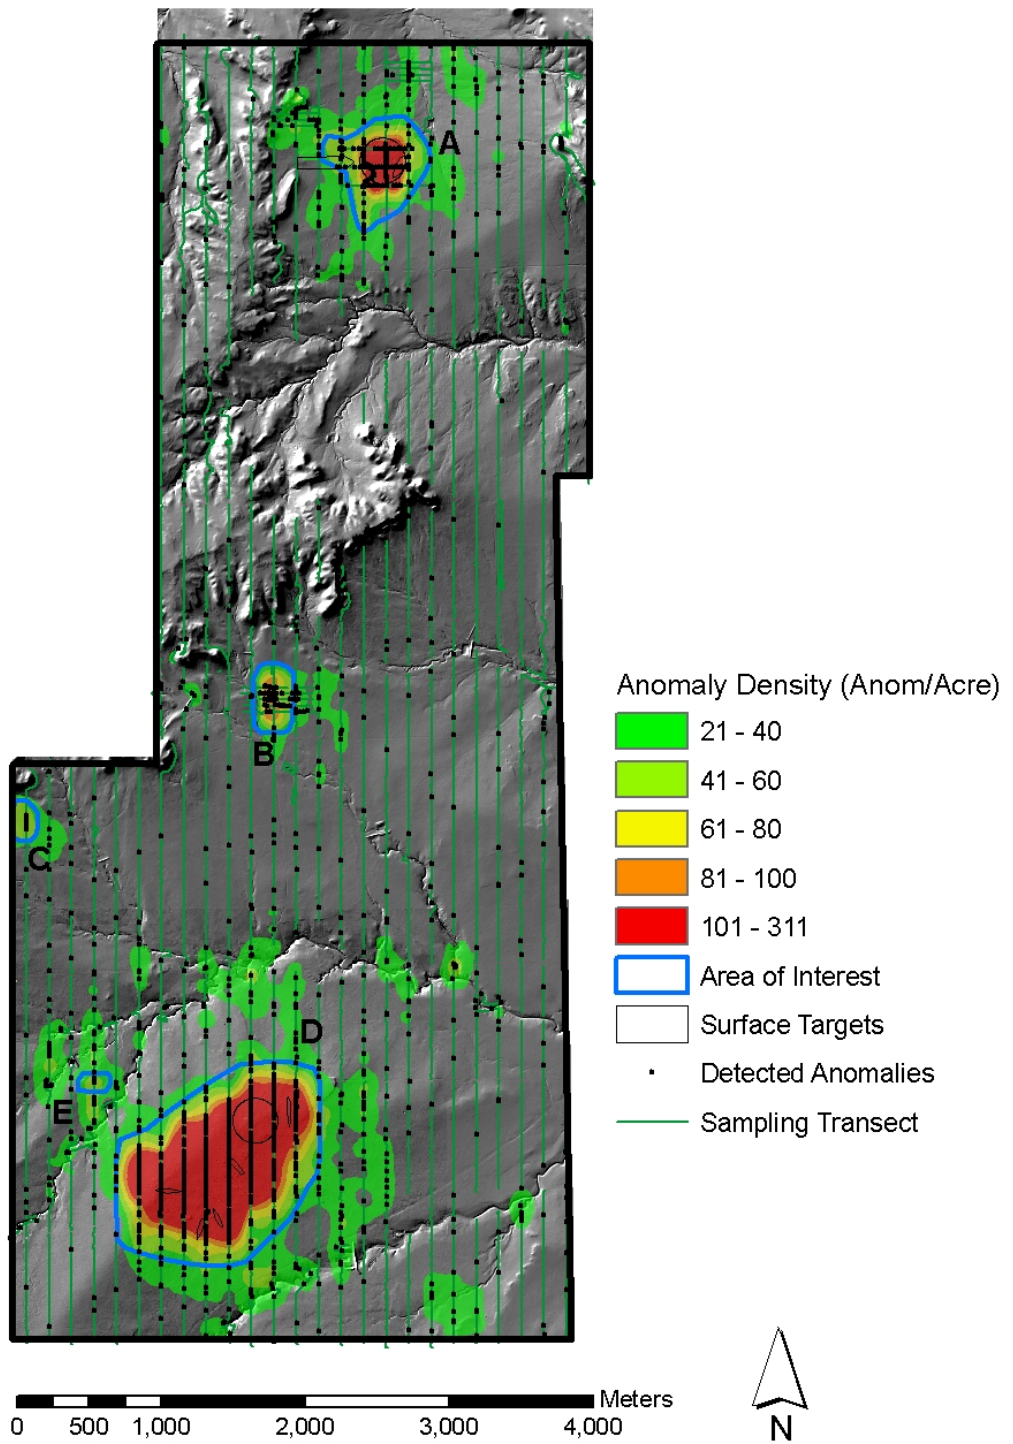 A
B
C
D
E
Anomaly Density (Anom/Acre)
21 - 40
41 - 60
61 - 80
81 - 100
101 - 311
Area of Interest
Surface Targets
Detected Anomalies
Sampling Transect
Meters
0 500 1,000 2,000 3,000 4,000
N